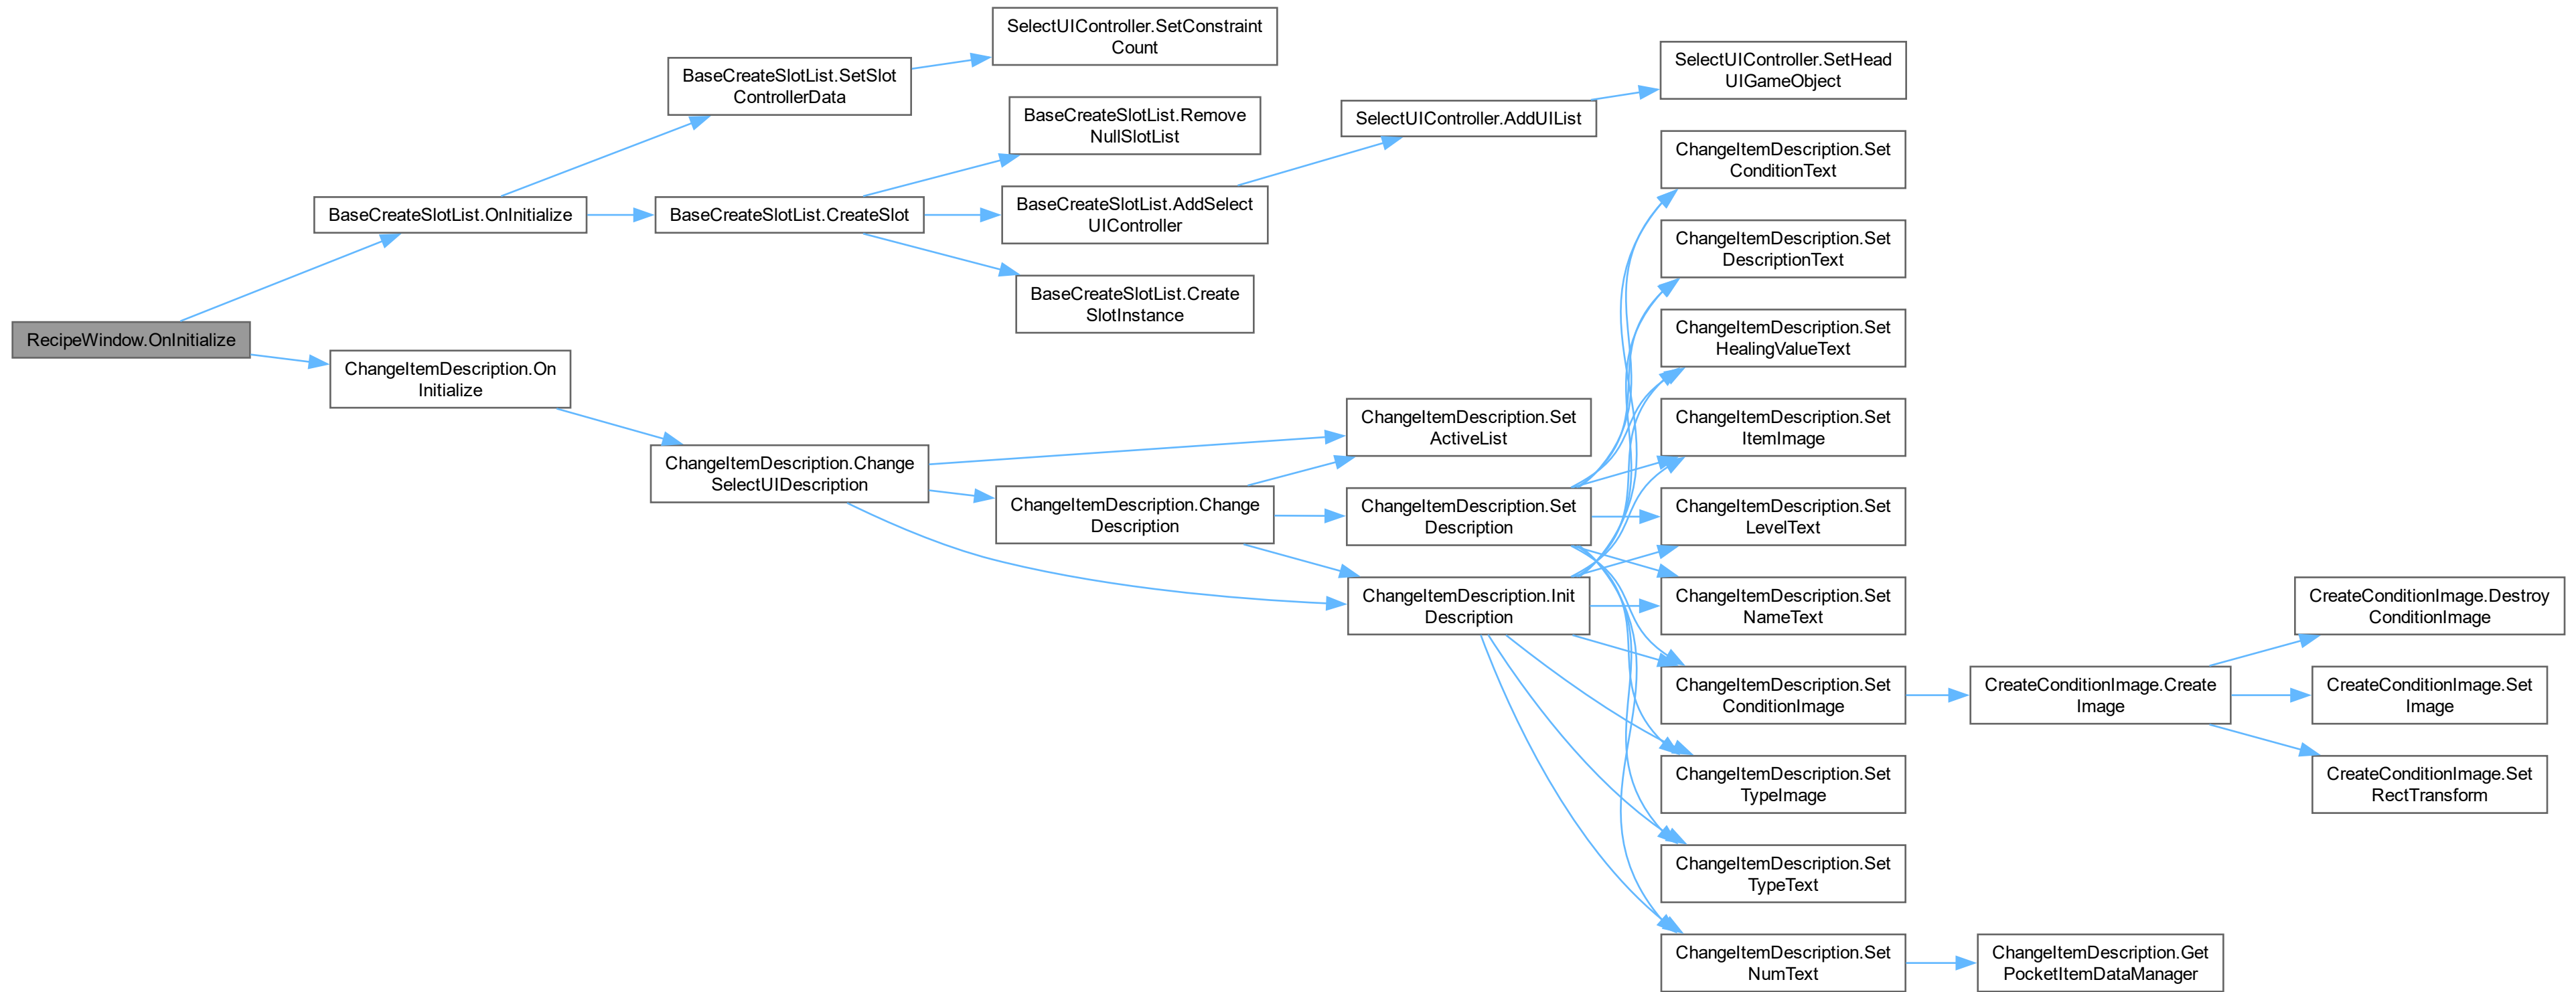 RecipeWindow.OnInitialize
BaseCreateSlotList.OnInitialize
ChangeItemDescription.On
Initialize
BaseCreateSlotList.SetSlot
ControllerData
BaseCreateSlotList.CreateSlot
ChangeItemDescription.Change
SelectUIDescription
SelectUIController.SetConstraint
Count
BaseCreateSlotList.Remove
NullSlotList
BaseCreateSlotList.AddSelect
UIController
BaseCreateSlotList.Create
SlotInstance
ChangeItemDescription.Change
Description
SelectUIController.AddUIList
ChangeItemDescription.Set
ActiveList
ChangeItemDescription.Set
Description
ChangeItemDescription.Init
Description
SelectUIController.SetHead
UIGameObject
ChangeItemDescription.Set
ConditionText
ChangeItemDescription.Set
DescriptionText
ChangeItemDescription.Set
HealingValueText
ChangeItemDescription.Set
ItemImage
ChangeItemDescription.Set
LevelText
ChangeItemDescription.Set
NameText
ChangeItemDescription.Set
ConditionImage
ChangeItemDescription.Set
TypeImage
ChangeItemDescription.Set
TypeText
ChangeItemDescription.Set
NumText
CreateConditionImage.Create
Image
ChangeItemDescription.Get
PocketItemDataManager
CreateConditionImage.Destroy
ConditionImage
CreateConditionImage.Set
Image
CreateConditionImage.Set
RectTransform